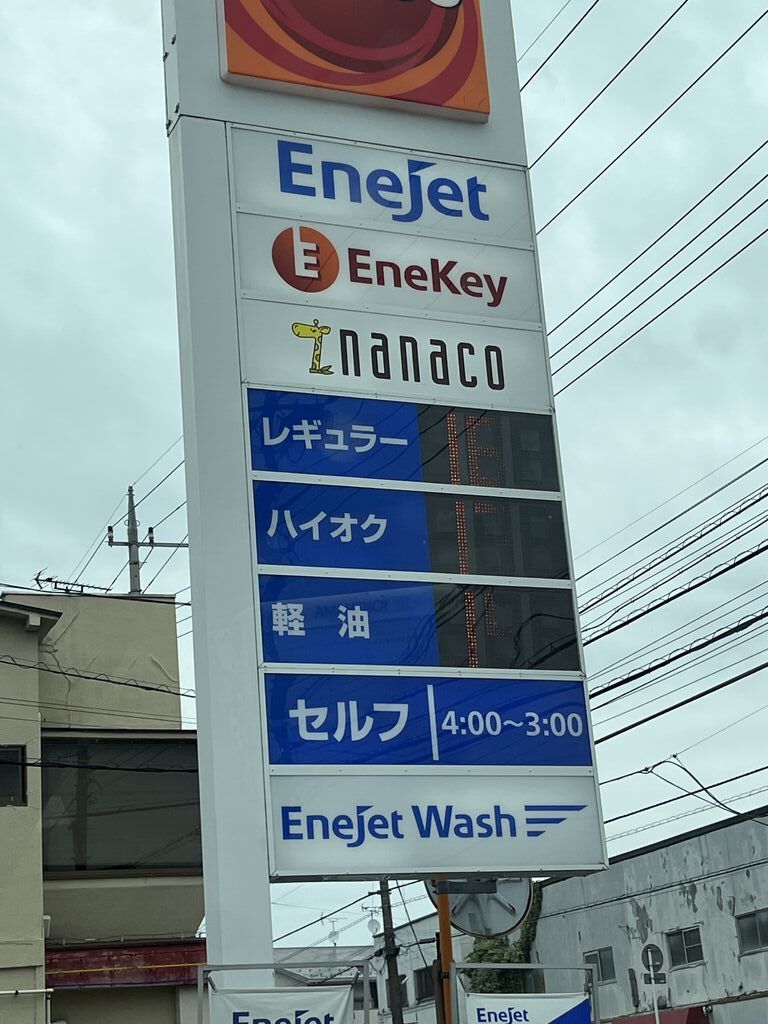 Enejet
EneKey
nanaco
レギュラー
ハイオク
軽油
セルフ 4:00～3:00
Enejet Wash
Enejet
Enejet